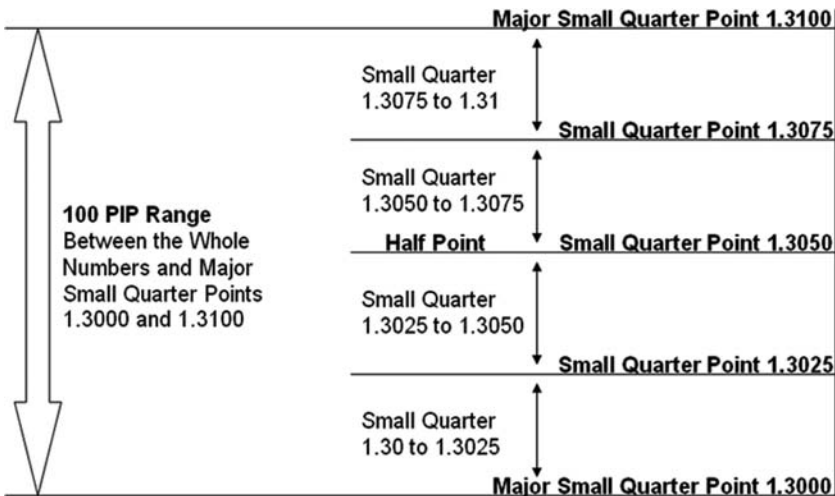 Major Small Quarter Point 1.3100
Small Quarter
1.3075 to 1.31
Small Quarter Point 1.3075
Small Quarter
1.3050 to 1.3075
100 PIP Range
Between the Whole
Numbers and Major
Small Quarter Points
1.3000 and 1.3100
Half Point
Small Quarter Point 1.3050
Small Quarter
1.3025 to 1.3050
Small Quarter Point 1.3025
Small Quarter
1.30 to 1.3025
Major Small Quarter Point 1.3000